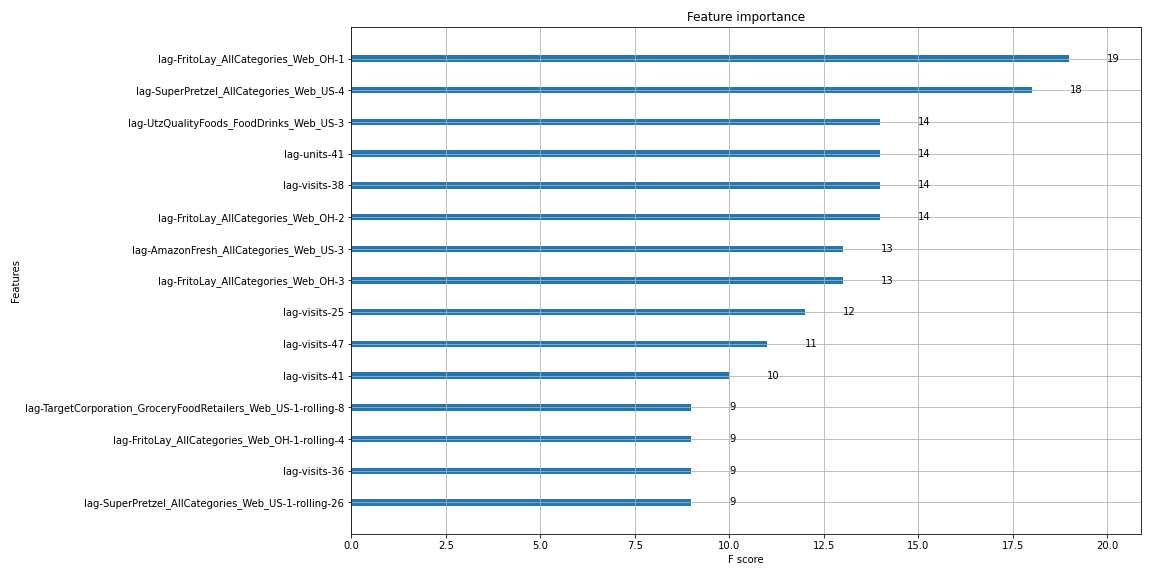 Feature importance
Features
lag-FritoLay_AllCategories_Web_OH-1 19
lag-SuperPretzel_AllCategories_Web_US-4 18
lag-UtzQualityFoods_FoodDrinks_Web_US-3 14
lag-units-41 14
lag-visits-38 14
lag-FritoLay_AllCategories_Web_OH-2 14
lag-AmazonFresh_AllCategories_Web_US-3 13
lag-FritoLay_AllCategories_Web_OH-3 13
lag-visits-25 12
lag-visits-47 11
lag-visits-41 10
lag-TargetCorporation_GroceryFoodRetailers_Web_US-1-rolling-8 9
lag-FritoLay_AllCategories_Web_OH-1-rolling-4 9
lag-visits-36 9
lag-SuperPretzel_AllCategories_Web_US-1-rolling-26 9
0.0 2.5 5.0 7.5 10.0 12.5 15.0 17.5 20.0
F score